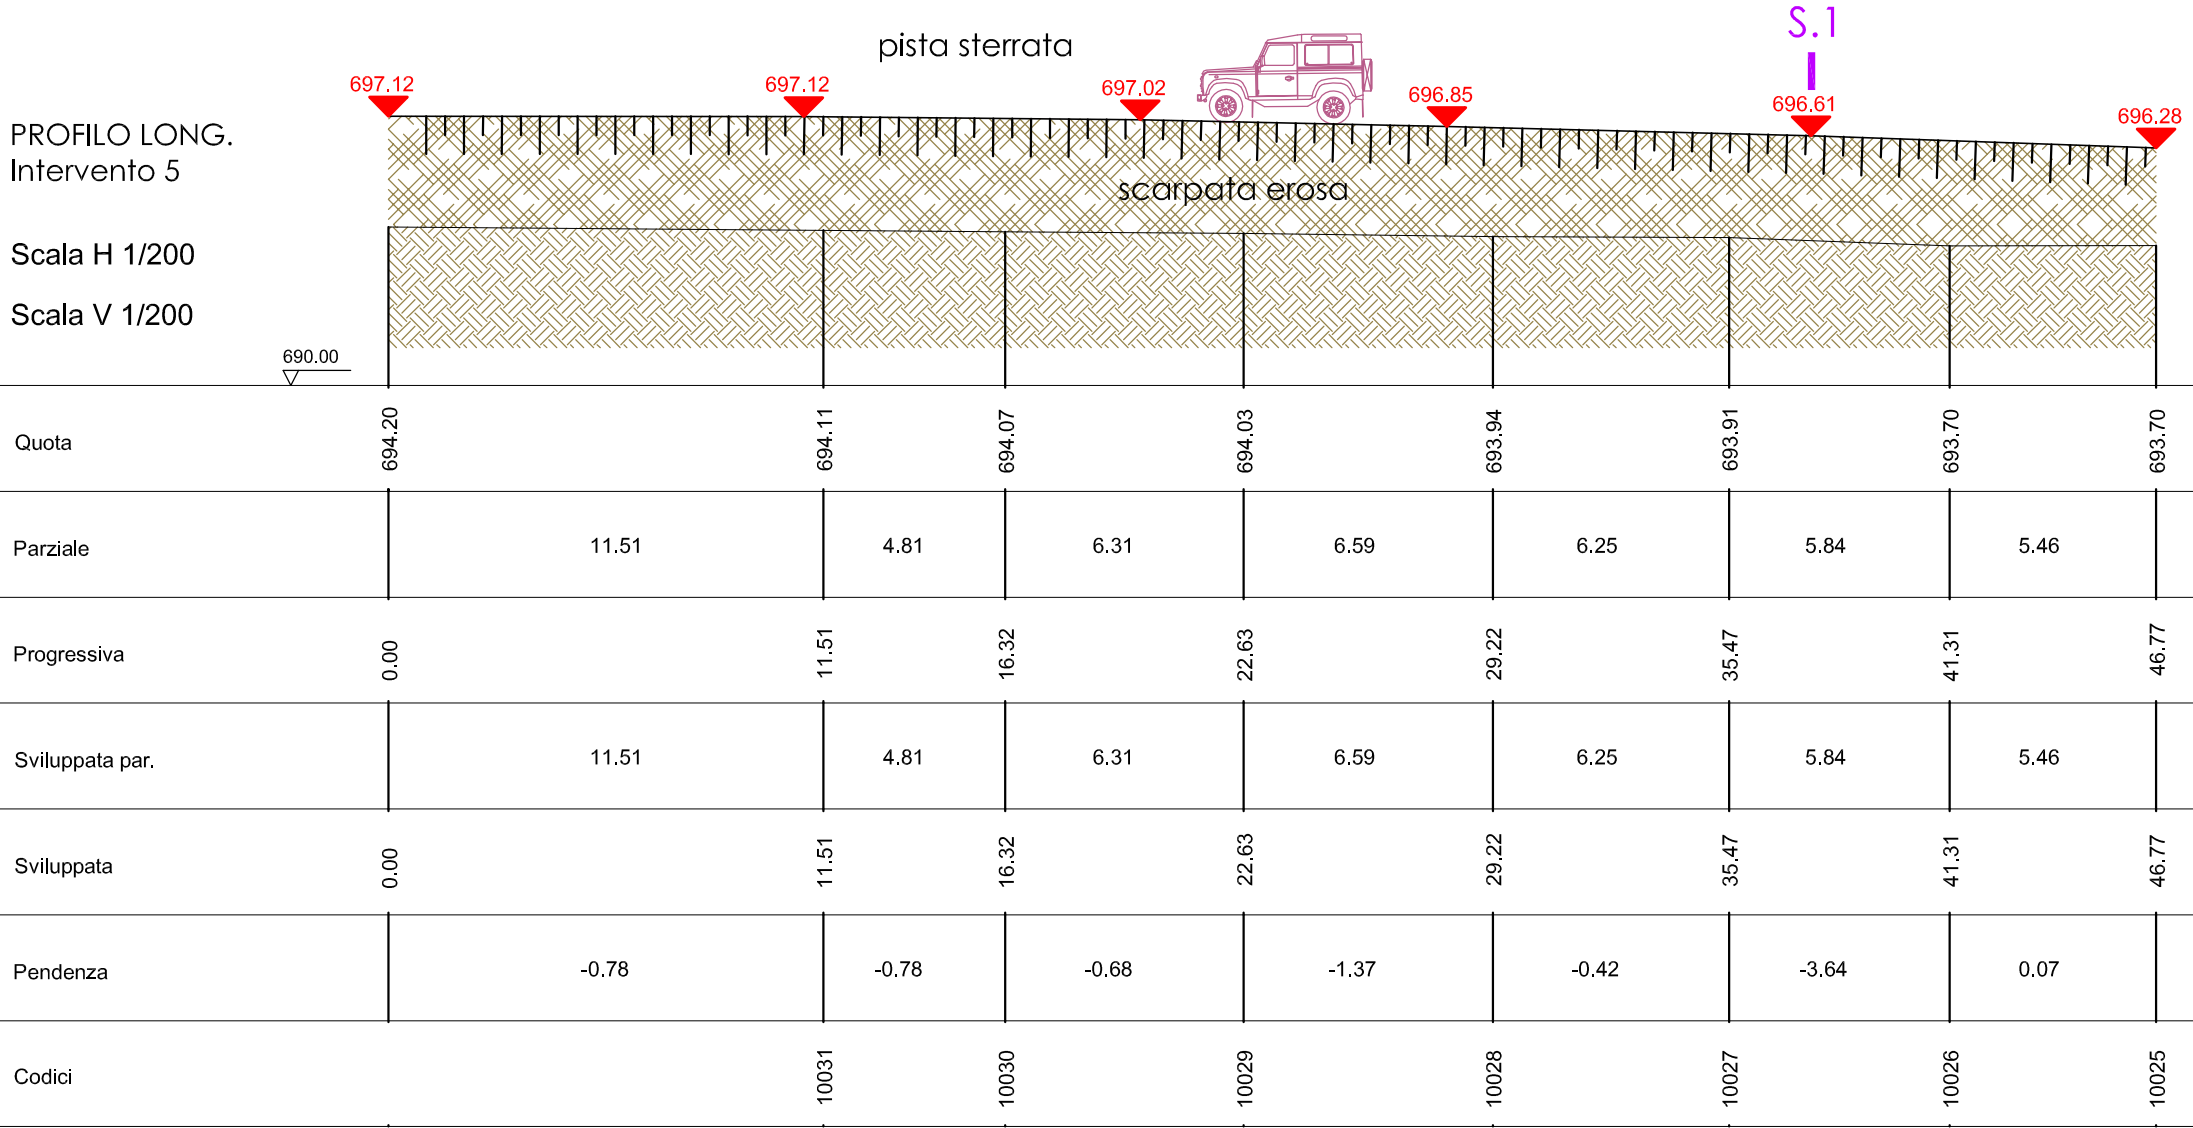 S.1
pista sterrata
697.12 697.12 697.02 696.85 696.61 696.28
PROFILO LONG.
Intervento 5
scarpata erosa
Scala H 1/200
Scala V 1/200
690.00
Quota 694.20 694.11 694.07 694.03 693.94 693.91 693.70 693.70
Parziale 11.51 4.81 6.31 6.59 6.25 5.84 5.46
Progressiva 0.00 11.51 16.32 22.63 29.22 35.47 41.31 46.77
Sviluppata par. 11.51 4.81 6.31 6.59 6.25 5.84 5.46
Sviluppata 0.00 11.51 16.32 22.63 29.22 35.47 41.31 46.77
Pendenza -0.78 -0.78 -0.68 -1.37 -0.42 -3.64 0.07
Codici 10031 10030 10029 10028 10027 10026 10025